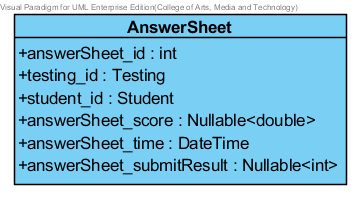 Visual Paradigm for UML Enterprise Edition(College of Arts, Media and Technology)
AnswerSheet
+answerSheet_id : int
+testing_id : Testing
+student_id : Student
+answerSheet_score : Nullable<double>
+answerSheet_time : DateTime
+answerSheet_submitResult : Nullable<int>